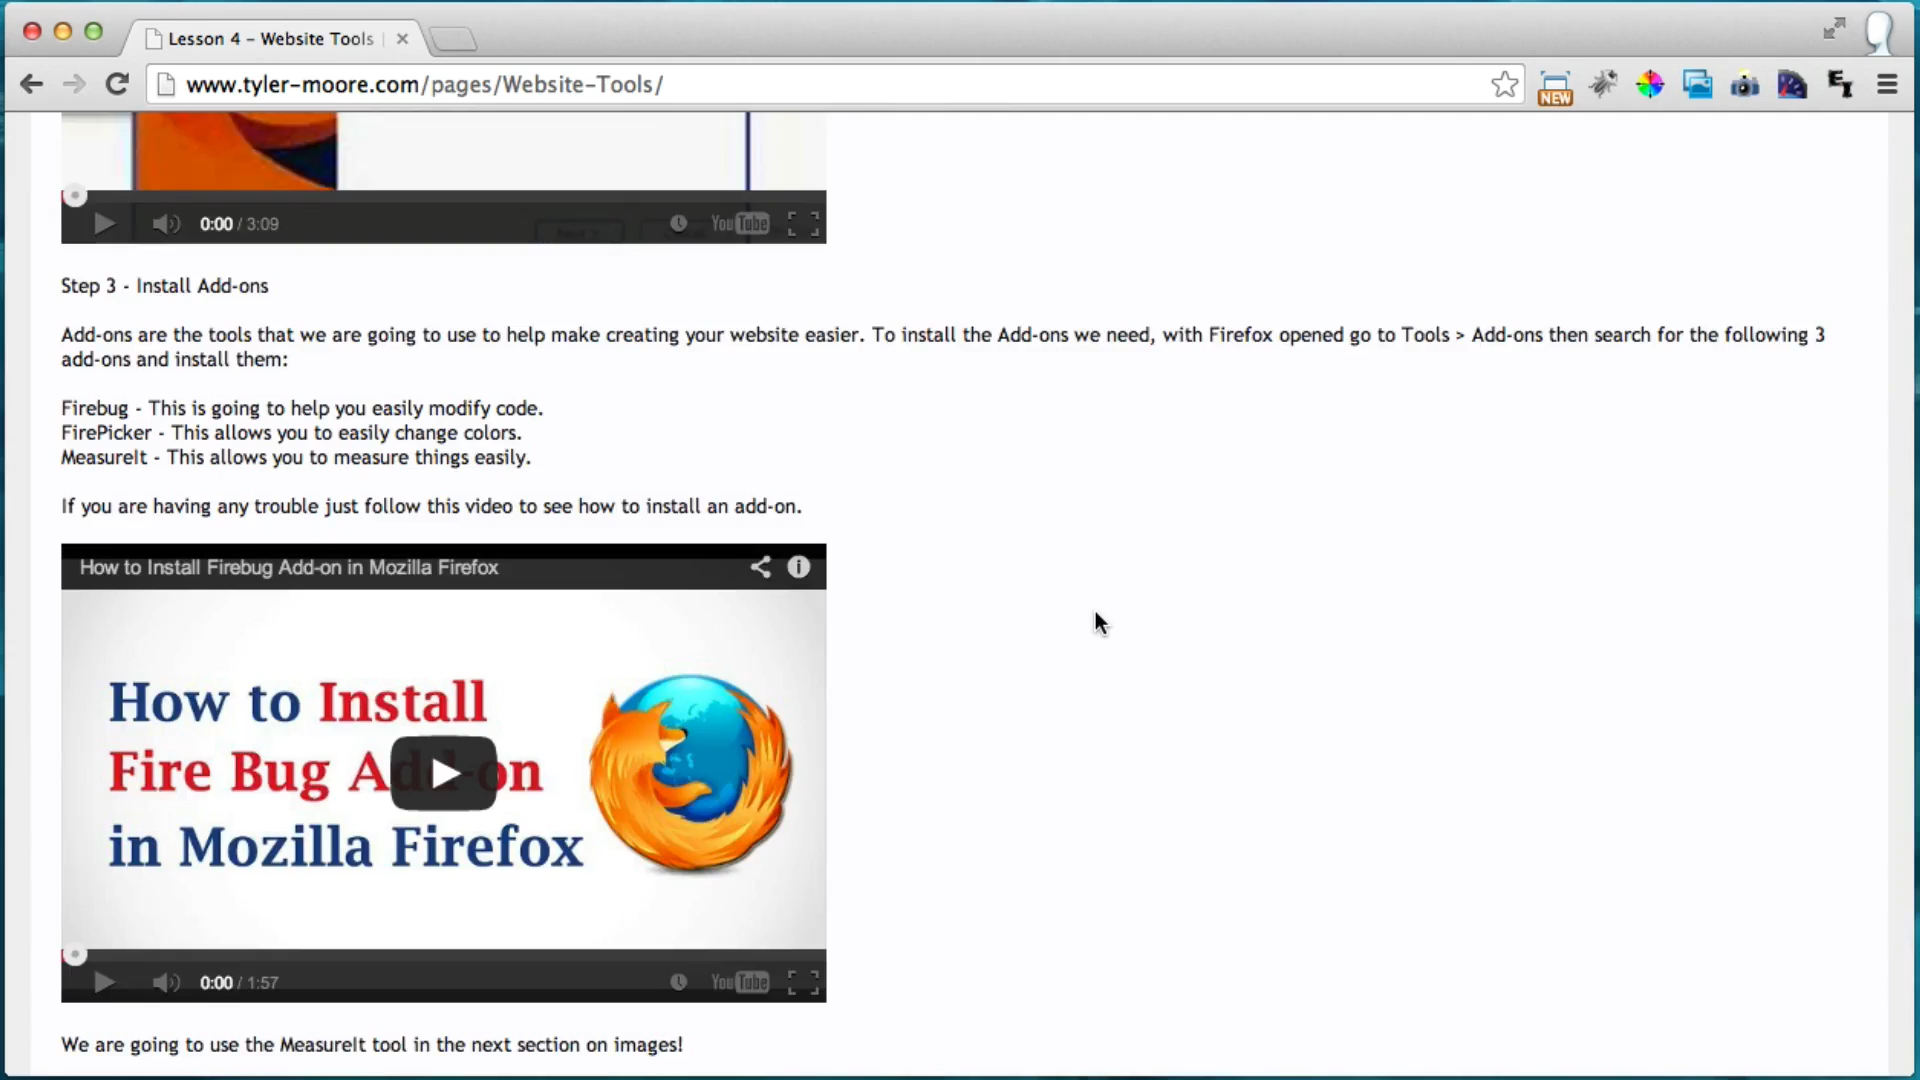 Lesson 4 – Website Tools
www.tyler-moore.com/pages/Website-Tools/
NEW
0:00 / 3:09
YouTube
Step 3 - Install Add-ons
Add-ons are the tools that we are going to use to help make creating your website easier. To install the Add-ons we need, with Firefox opened go to Tools > Add-ons then search for the following 3
add-ons and install them:
Firebug - This is going to help you easily modify code.
FirePicker - This allows you to easily change colors.
MeasureIt - This allows you to measure things easily.
If you are having any trouble just follow this video to see how to install an add-on.
How to Install Firebug Add-on in Mozilla Firefox
How to Install
Fire Bug Add-on
in Mozilla Firefox
0:00 / 1:57
YouTube
We are going to use the MeasureIt tool in the next section on images!